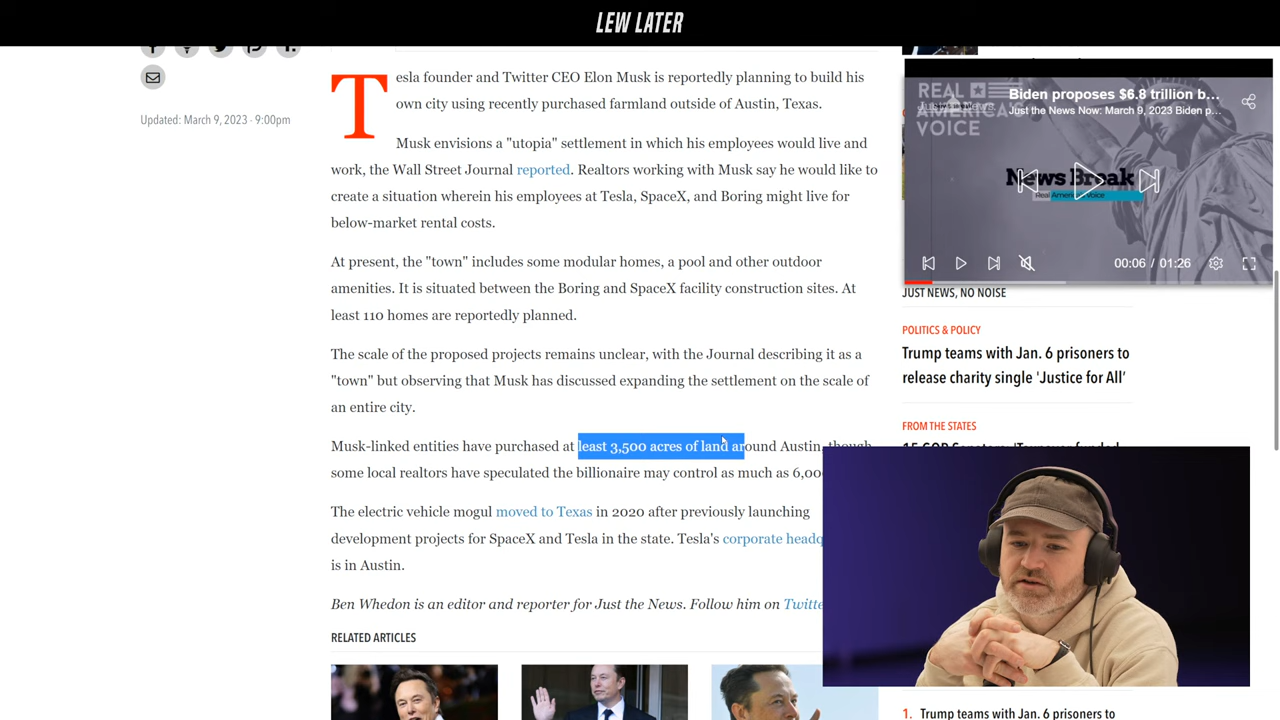 LEW LATER
Updated: March 9, 2023 - 9:00pm
Tesla founder and Twitter CEO Elon Musk is reportedly planning to build his
own city using recently purchased farmland outside of Austin, Texas.
Musk envisions a "utopia" settlement in which his employees would live and
work, the Wall Street Journal reported. Realtors working with Musk say he would like to
create a situation wherein his employees at Tesla, SpaceX, and Boring might live for
below-market rental costs.
At present, the "town" includes some modular homes, a pool and other outdoor
amenities. It is situated between the Boring and SpaceX facility construction sites. At
least 110 homes are reportedly planned.
The scale of the proposed projects remains unclear, with the Journal describing it as a
"town" but observing that Musk has discussed expanding the settlement on the scale of
an entire city.
Musk-linked entities have purchased at least 3,500 acres of land around Austin, though
some local realtors have speculated the billionaire may control as much as 6,00
The electric vehicle mogul moved to Texas in 2020 after previously launching
development projects for SpaceX and Tesla in the state. Tesla's corporate headq
is in Austin.
Ben Whedon is an editor and reporter for Just the News. Follow him on Twitte
RELATED ARTICLES
REAL
AMERICA'S
VOICE
Biden proposes $6.8 trillion b...
Just the News Now: March 9, 2023 Biden p...
News Break
Real America's Voice
00:06 / 01:26
JUST NEWS, NO NOISE
POLITICS & POLICY
Trump teams with Jan. 6 prisoners to
release charity single 'Justice for All'
FROM THE STATES
15 GOP Senators: 'Taxpayer funded
1. Trump teams with Jan. 6 prisoners to